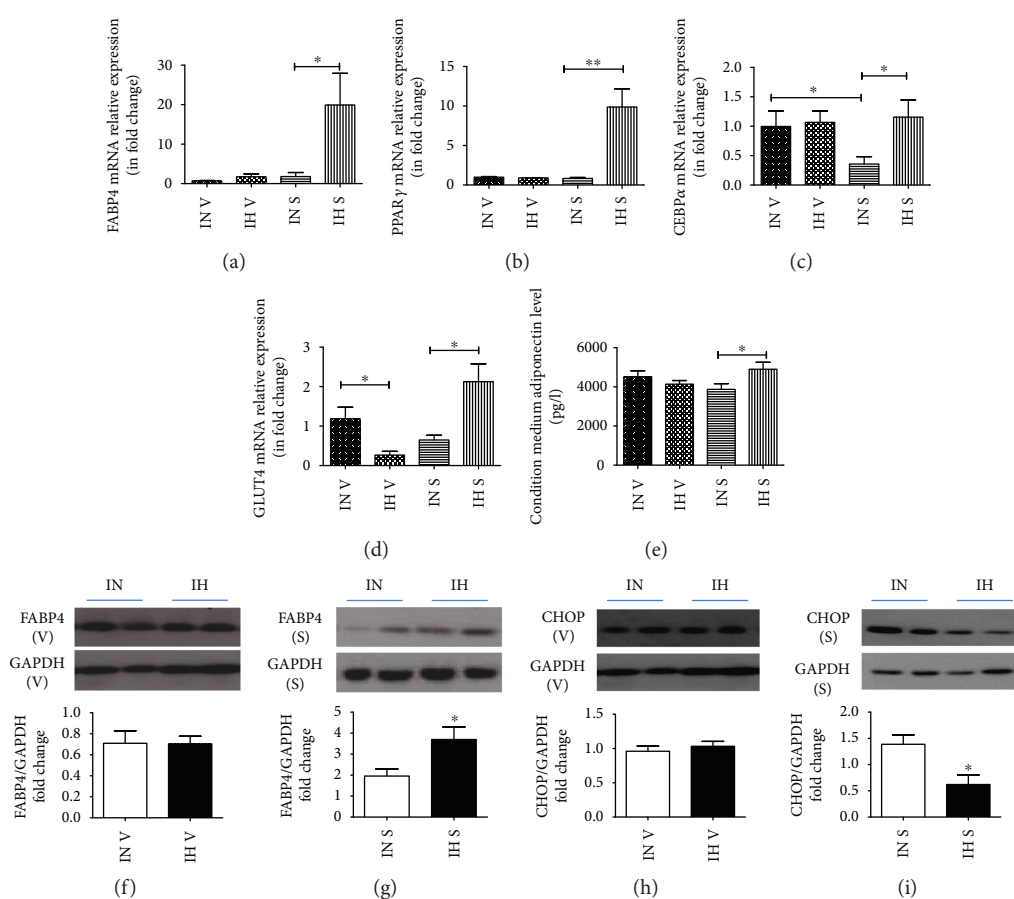 FABP4 mRNA relative expression
(in fold change)
30
20
10
0
*
IN V
IH V
IN S
IH S
(a)
PPARγ mRNA relative expression
(in fold change)
15
10
5
0
**
IN V
IH V
IN S
IH S
(b)
CEBPα mRNA relative expression
(in fold change)
2.0
1.5
1.0
0.5
0.0
*
*
IN V
IH V
IN S
IH S
(c)
GLUT4 mRNA relative expression
(in fold change)
3
2
1
0
*
*
IN V
IH V
IN S
IH S
(d)
Condition medium adiponectin level
(pg/l)
6000
4000
2000
0
*
IN V
IH V
IN S
IH S
(e)
IN IH
FABP4
(V)
GAPDH
(V)
FABP4/GAPDH
fold change
1.0
0.8
0.6
0.4
0.2
0.0
IN V
IH V
(f)
IN IH
FABP4
(S)
GAPDH
(S)
FABP4/GAPDH
fold change
5
4
3
2
1
0
*
IN S
IH S
(g)
IN IH
CHOP
(V)
GAPDH
(V)
CHOP/GAPDH
fold change
1.5
1.0
0.5
0.0
IN V
IH V
(h)
IN IH
CHOP
(S)
GAPDH
(S)
CHOP/GAPDH
fold change
2.0
1.5
1.0
0.5
0.0
*
IN S
IH S
(i)